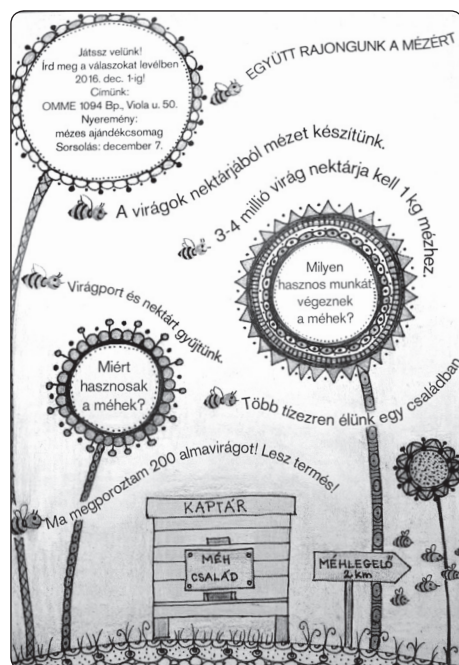 Játssz velünk!
Írd meg a válaszokat levélben
2016. dec. 1-ig!
Címünk:
OMME 1094 Bp., Viola u. 50.
Nyeremény:
mézes ajándékcsomag
Sorsolás: december 7.
EGYÜTT RAJONGUNK A MÉZÉRT
A virágok nektárjából mézet készítünk.
3-4 millió virág nektárja kell 1 kg mézhez.
Milyen
hasznos munkát
végeznek
a méhek?
Virágport és nektárt gyűjtünk.
Miért
hasznosak
a méhek?
Több tízezren élünk egy családban
Ma megporoztam 200 almavirágot! Lesz termés!
KAPTÁR
MÉH
CSALÁD
MÉHLEGELŐ
2 km